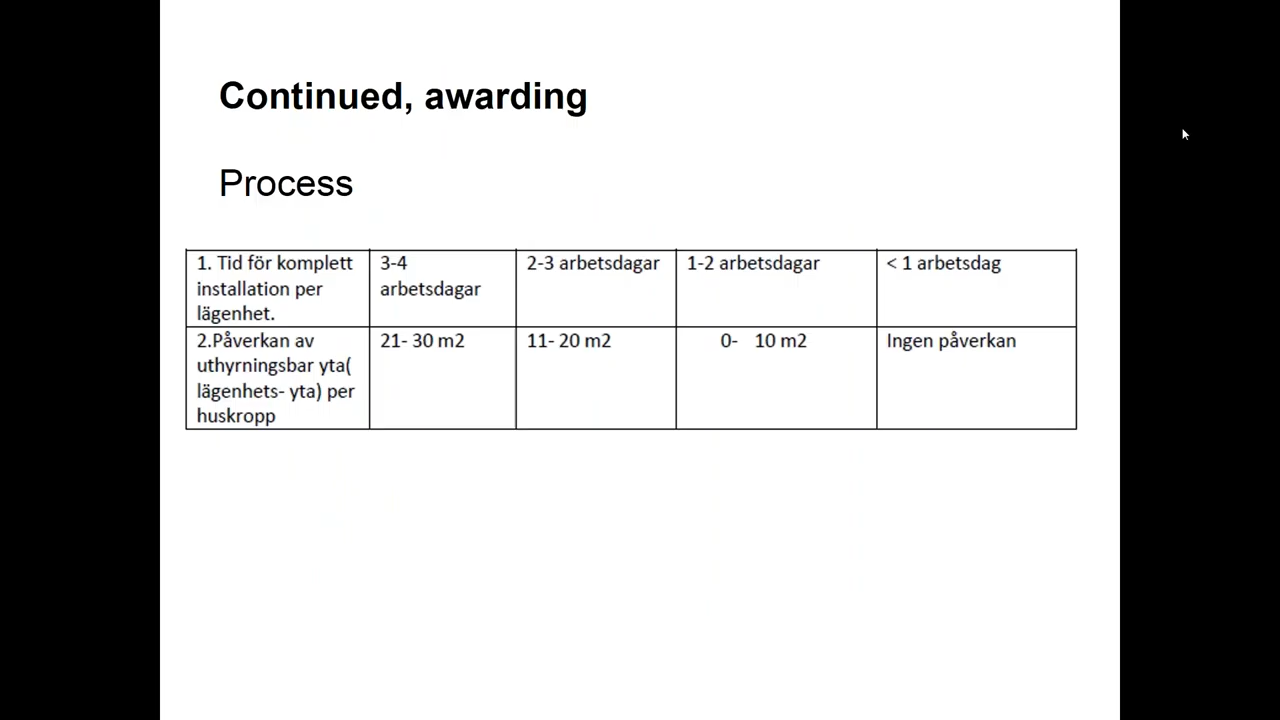 Continued, awarding
Process
1. Tid för komplett
installation per
lägenhet.
3-4
arbetsdagar
2-3 arbetsdagar
1-2 arbetsdagar
< 1 arbetsdag
2.Påverkan av
uthyrningsbar yta(
lägenhets- yta) per
huskropp
21- 30 m2
11- 20 m2
0- 10 m2
Ingen påverkan